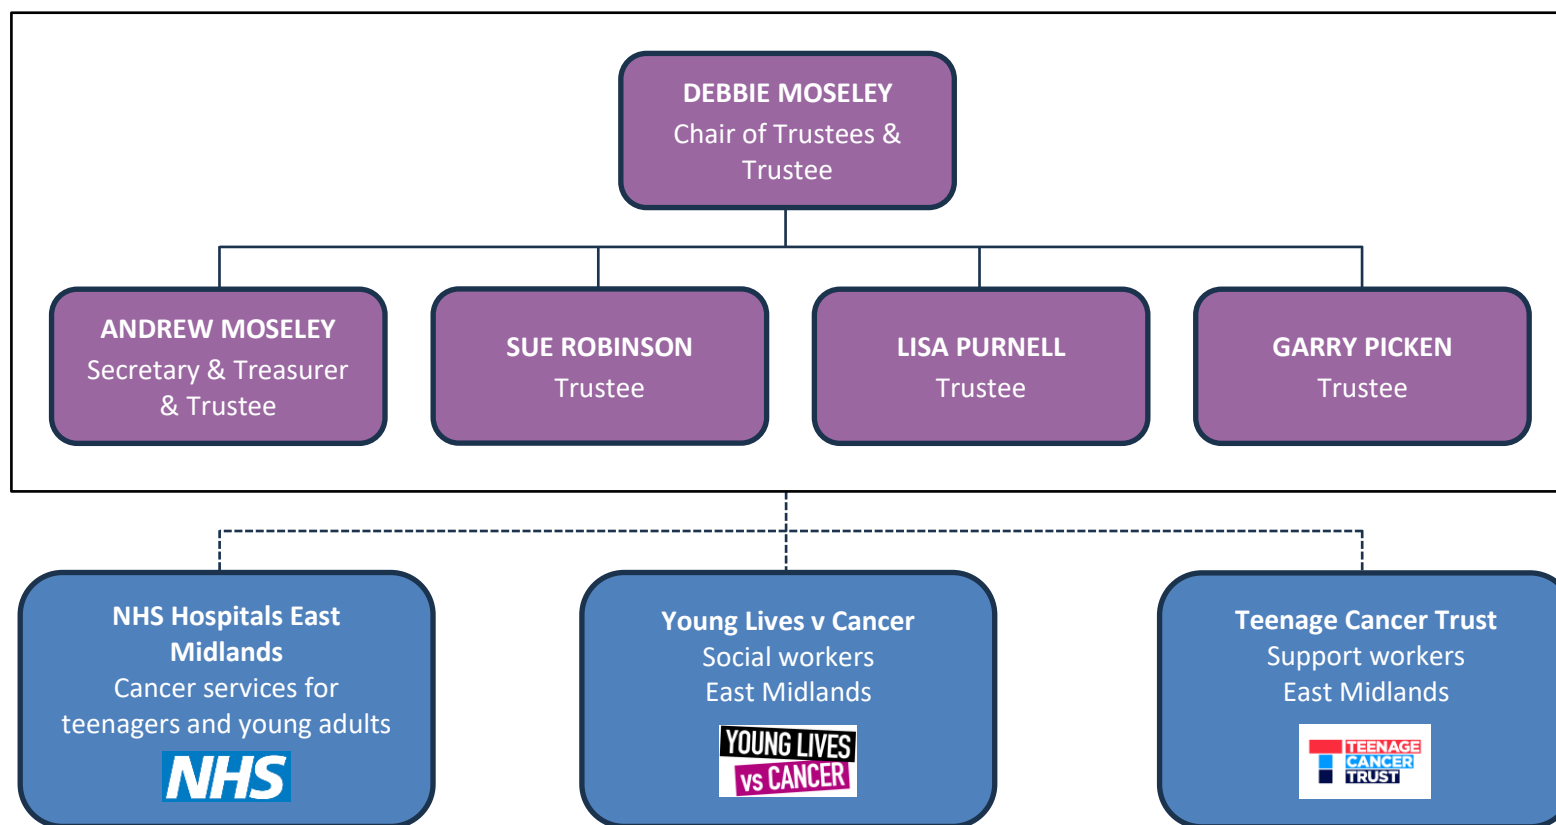 DEBBIE MOSELEY
Chair of Trustees &
Trustee
ANDREW MOSELEY
Secretary & Treasurer
& Trustee
SUE ROBINSON
Trustee
LISA PURNELL
Trustee
GARRY PICKEN
Trustee
NHS Hospitals East
Midlands
Cancer services for
teenagers and young adults
NHS
Young Lives v Cancer
Social workers
East Midlands
YOUNG LIVES
vs CANCER
Teenage Cancer Trust
Support workers
East Midlands
TEENAGE
CANCER
TRUST